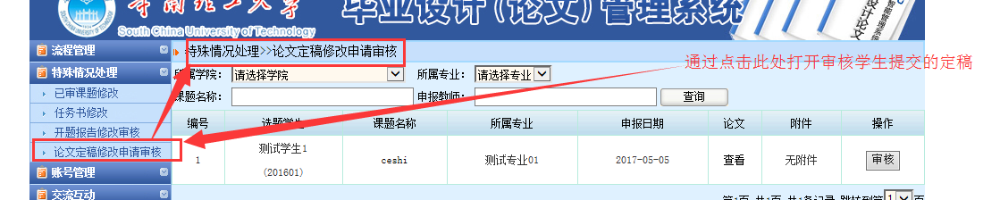 华南理工大学 毕业设计(论文)管理系统
South China University of Technology
流程管理
特殊情况处理>>论文定稿修改申请审核
特殊情况处理
所属学院： 请选择学院 所属专业： 请选择专业
通过点击此处打开审核学生提交的定稿
已审课题修改
课题名称： 申报教师： 查询
任务书修改
编号 选题学生 课题名称 所属专业 申报日期 论文 附件 操作
开题报告修改审核
论文定稿修改申请审核
1 测试学生1 (201601) ceshi 测试专业01 2017-05-05 查看 无附件 审核
账号管理
交流互动
第1页 共1页 共1条记录 跳转到第 1 页